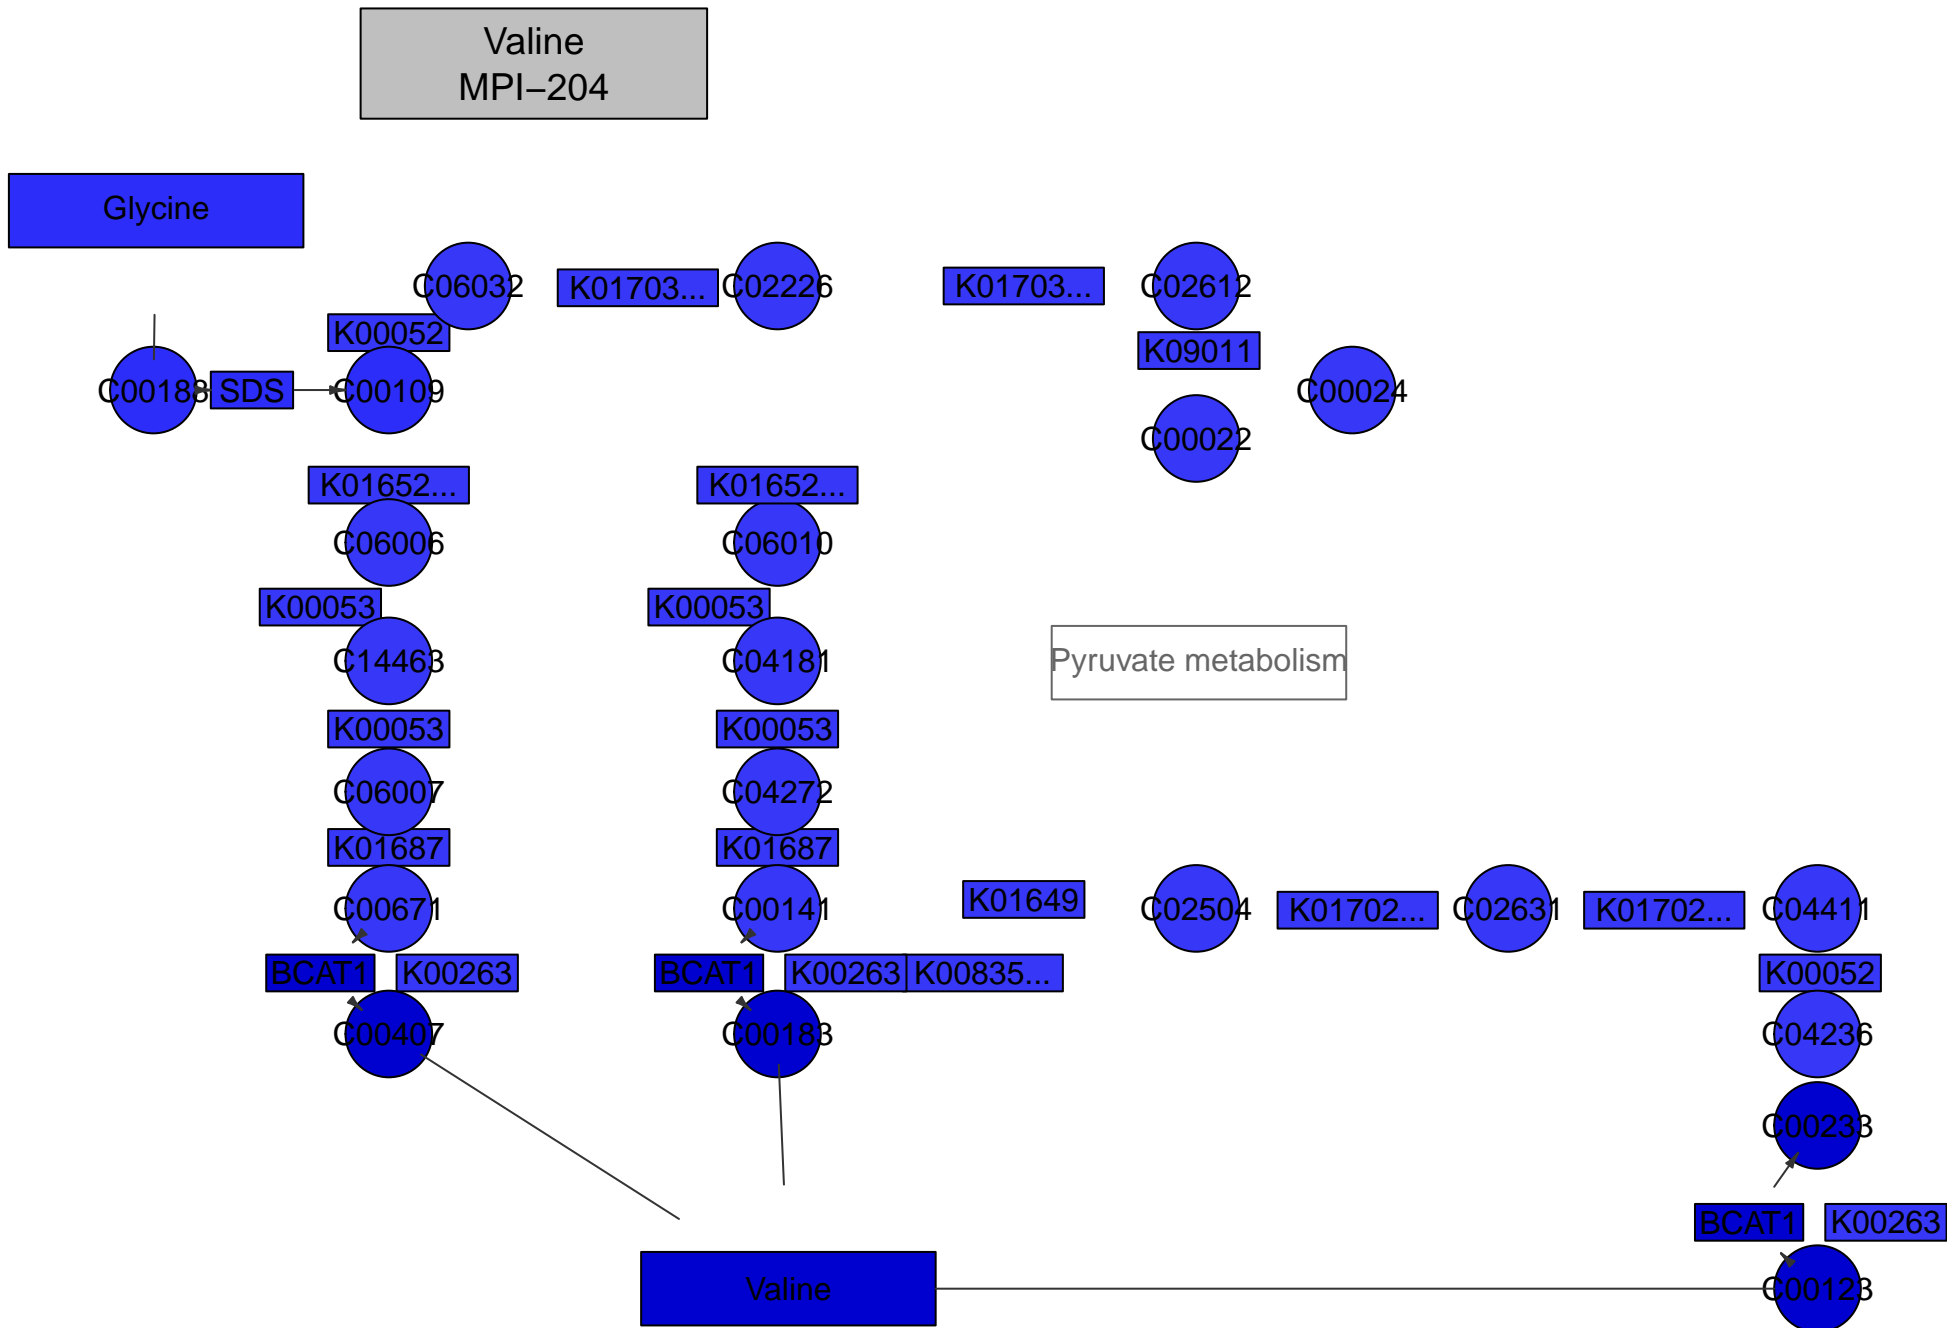 Valine
MPI−204
Glycine
C06032
K01703...
C02226
K01703...
C02612
K00052
K09011
C00188
SDS
C00109
C00024
C00022
K01652...
K01652...
C06006
C06010
K00053
K00053
C14463
C04181
Pyruvate metabolism
K00053
K00053
C06007
C04272
K01687
K01687
C00671
C00141
K01649
C02504
K01702...
C02631
K01702...
C04411
BCAT1
K00263
BCAT1
K00263
K00835...
K00052
C00407
C00183
C04236
C00233
BCAT1
K00263
Valine
C00123